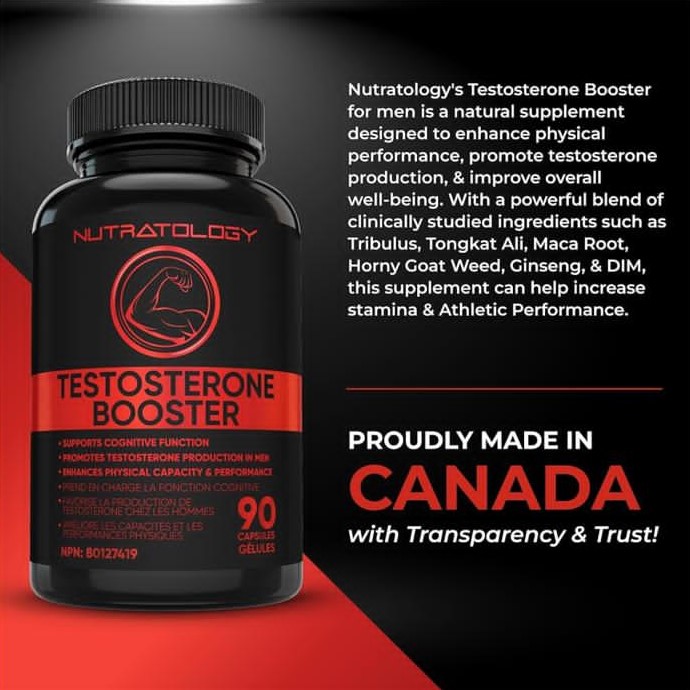 NUTRATOLOGY
TESTOSTERONE
BOOSTER
• SUPPORTS COGNITIVE FUNCTION
• PROMOTES TESTOSTERONE PRODUCTION IN MEN
• ENHANCES PHYSICAL CAPACITY & PERFORMANCE
• PREND EN CHARGE LA FONCTION COGNITIVE
• FAVORISE LA PRODUCTION DE
TESTOSTÉRONE CHEZ LES HOMMES
• AMÉLIORE LES CAPACITÉS ET LES
PERFORMANCES PHYSIQUES
NPN: 80127419
90
CAPSULES
GÉLULES
Nutratology's Testosterone Booster
for men is a natural supplement
designed to enhance physical
performance, promote testosterone
production, & improve overall
well-being. With a powerful blend of
clinically studied ingredients such as
Tribulus, Tongkat Ali, Maca Root,
Horny Goat Weed, Ginseng, & DIM,
this supplement can help increase
stamina & Athletic Performance.
PROUDLY MADE IN
CANADA
with Transparency & Trust!